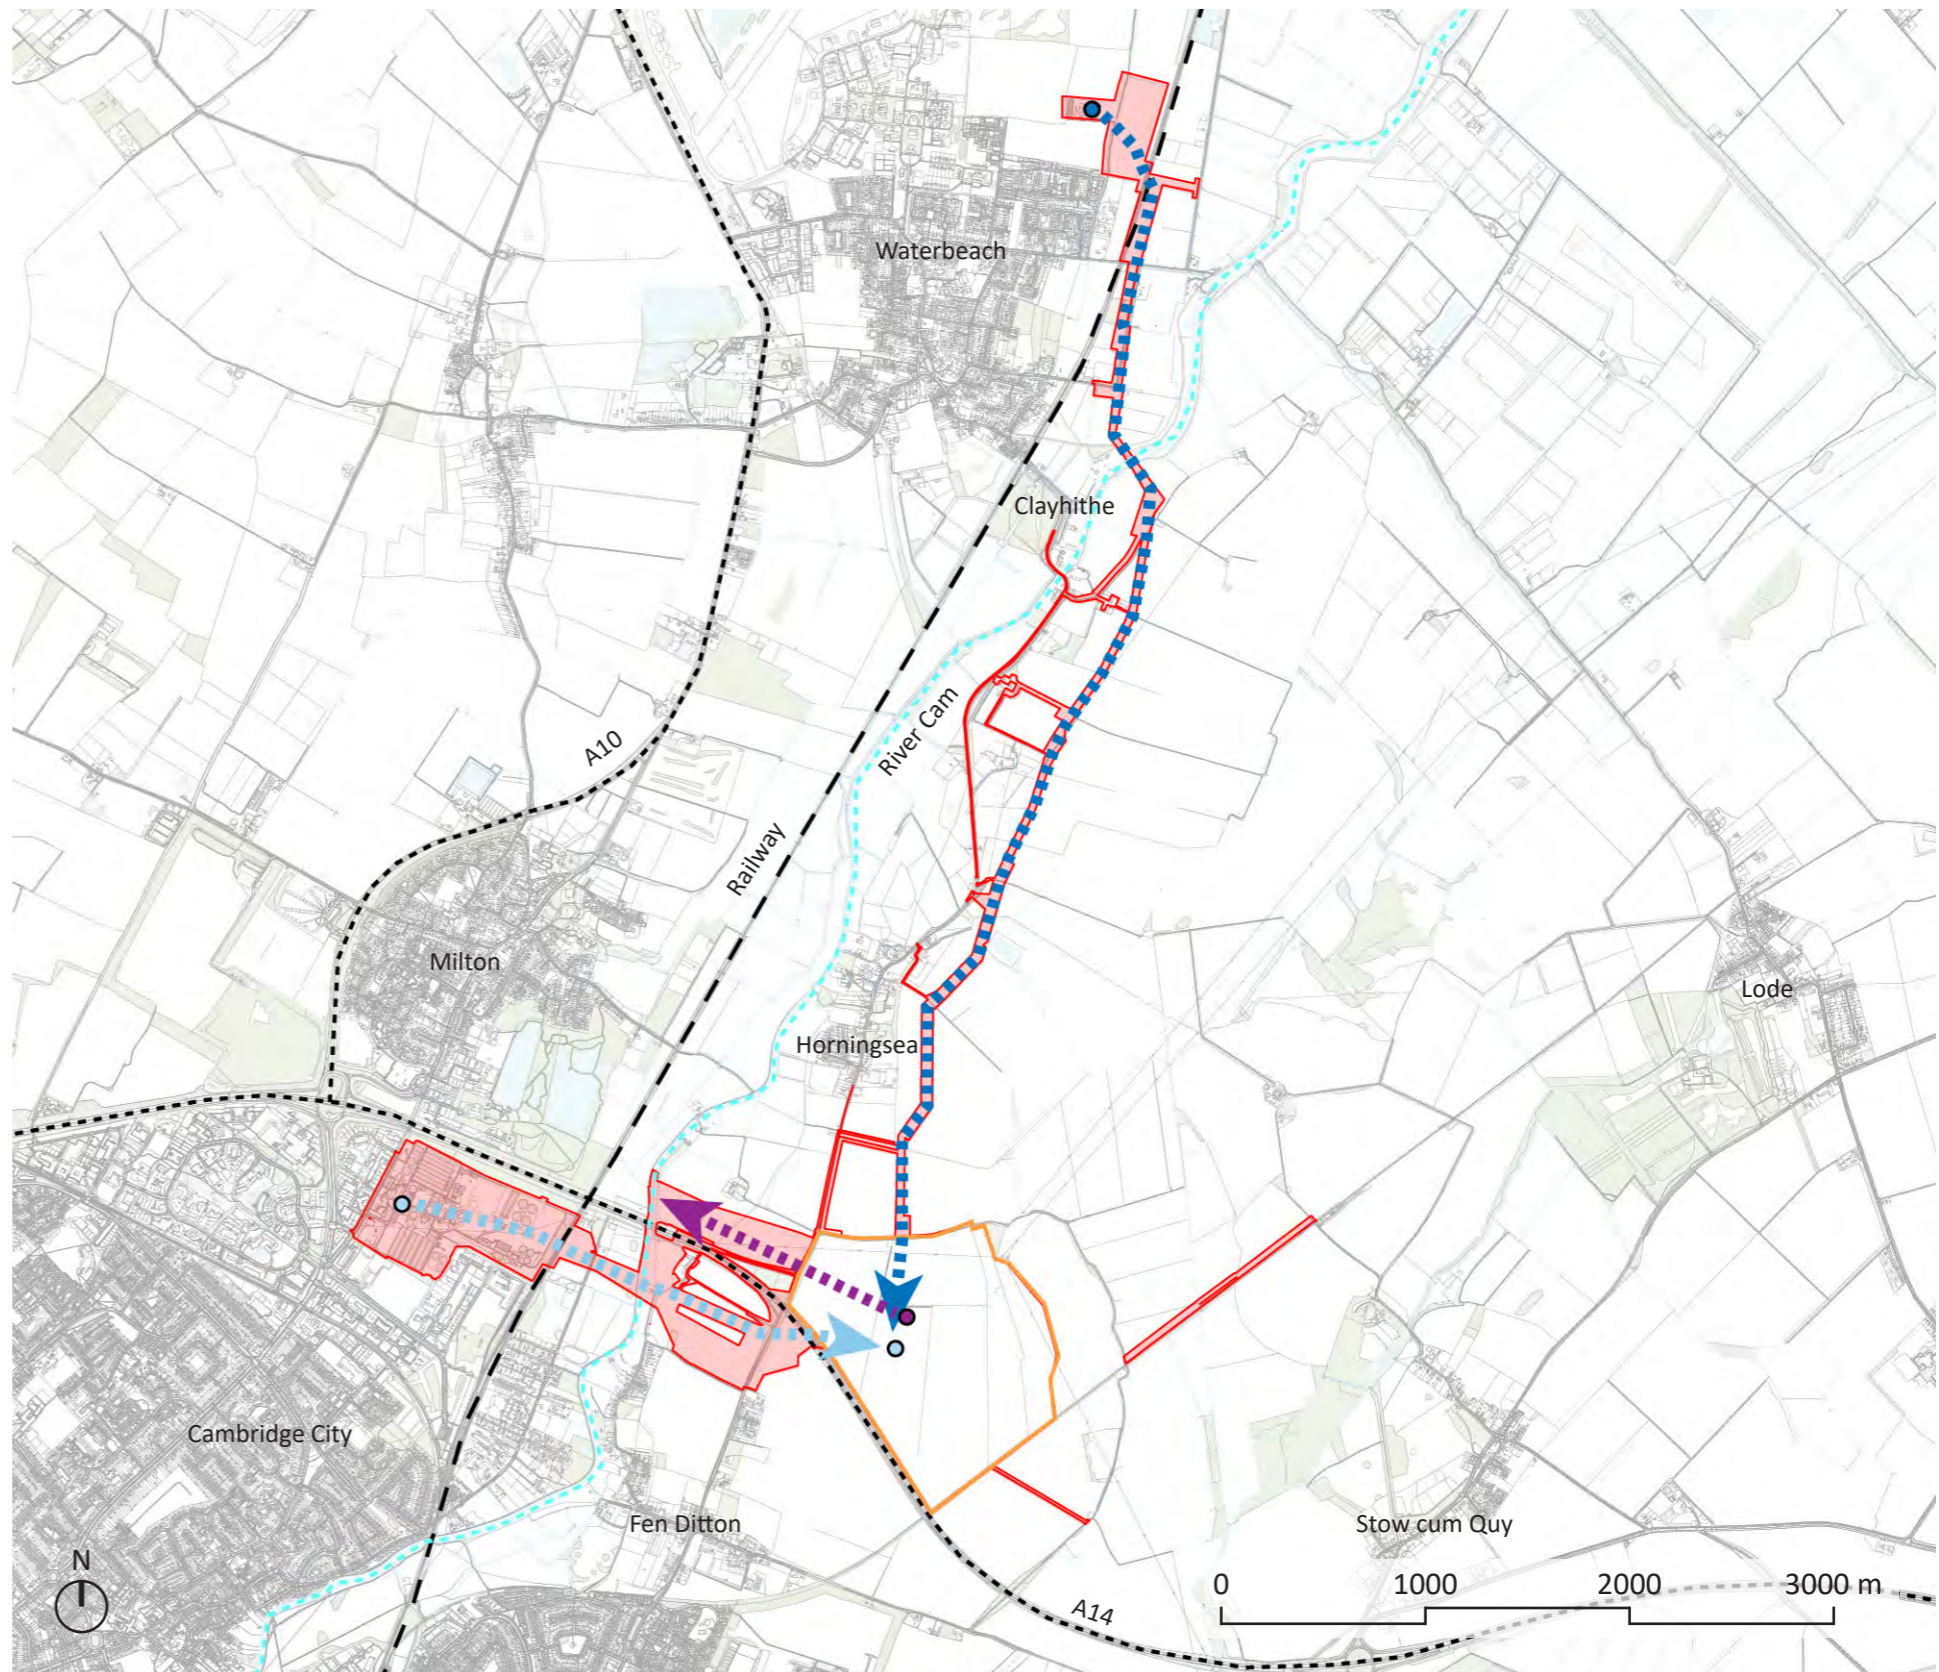 Waterbeach
Clayhithe
River Cam
A10
Railway
Milton
Lode
Horningsea
Cambridge City
Fen Ditton
Stow cum Quy
N
A14
0 1000 2000 3000 m